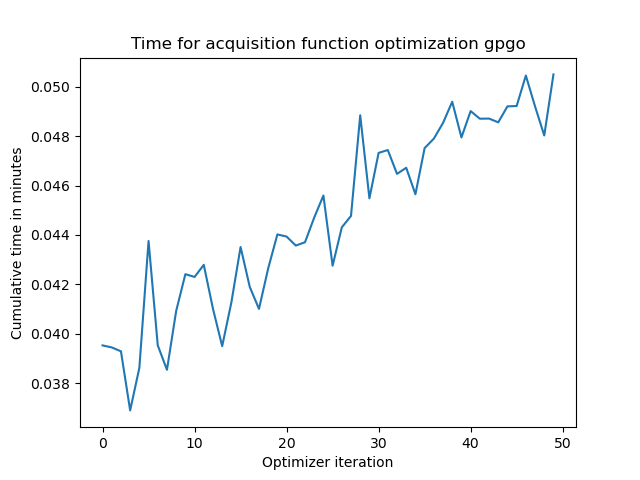 Time for acquisition function optimization gpgo
Cumulative time in minutes
0.050
0.048
0.046
0.044
0.042
0.040
0.038
0 10 20 30 40 50
Optimizer iteration